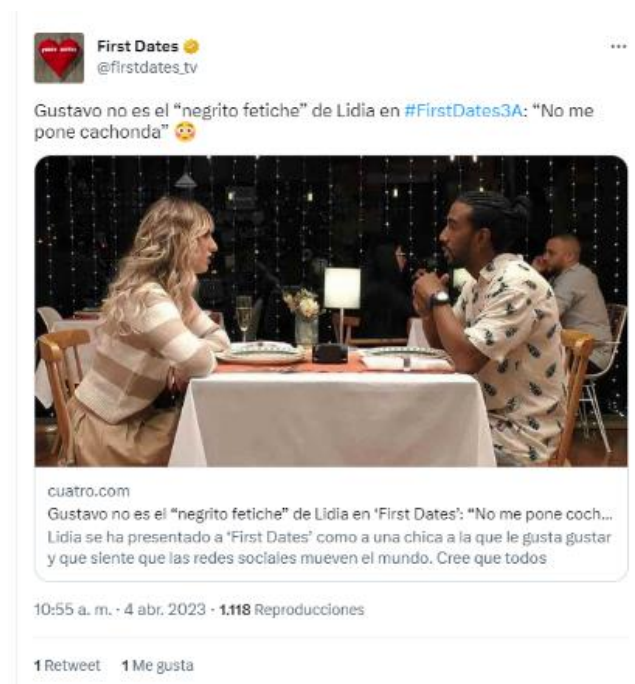 First Dates
@firstdates_tv
Gustavo no es el “negrito fetiche” de Lidia en #FirstDates3A: “No me
pone cachonda” 😳
cuatro.com
Gustavo no es el “negrito fetiche” de Lidia en ‘First Dates’: “No me pone coch...
Lidia se ha presentado a ‘First Dates’ como a una chica a la que le gusta gustar
y que siente que las redes sociales mueven el mundo. Cree que todos
10:55 a. m. · 4 abr. 2023 · 1.118 Reproducciones
1 Retweet 1 Me gusta